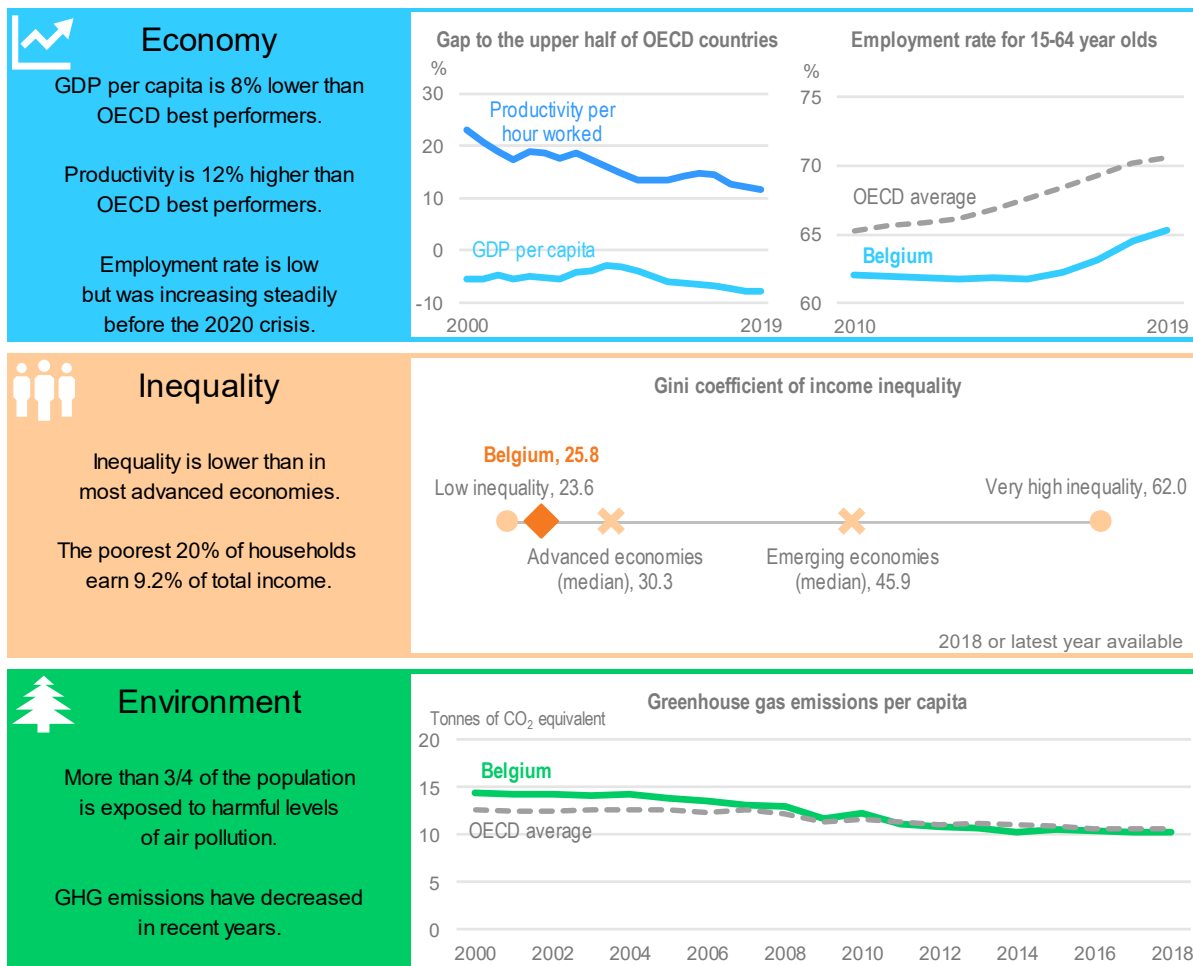 Economy
GDP per capita is 8% lower than
OECD best performers.
Productivity is 12% higher than
OECD best performers.
Employment rate is low
but was increasing steadily
before the 2020 crisis.
Gap to the upper half of OECD countries
%
30
20
10
0
-10
Productivity per
hour worked
GDP per capita
2000
2019
Employment rate for 15-64 year olds
%
75
70
65
60
OECD average
Belgium
2010
2019
Inequality
Inequality is lower than in
most advanced economies.
The poorest 20% of households
earn 9.2% of total income.
Gini coefficient of income inequality
Belgium, 25.8
Low inequality, 23.6
Very high inequality, 62.0
Advanced economies
(median), 30.3
Emerging economies
(median), 45.9
2018 or latest year available
Environment
More than 3/4 of the population
is exposed to harmful levels
of air pollution.
GHG emissions have decreased
in recent years.
Greenhouse gas emissions per capita
Tonnes of CO₂ equivalent
20
15
10
5
0
Belgium
OECD average
2000 2002 2004 2006 2008 2010 2012 2014 2016 2018